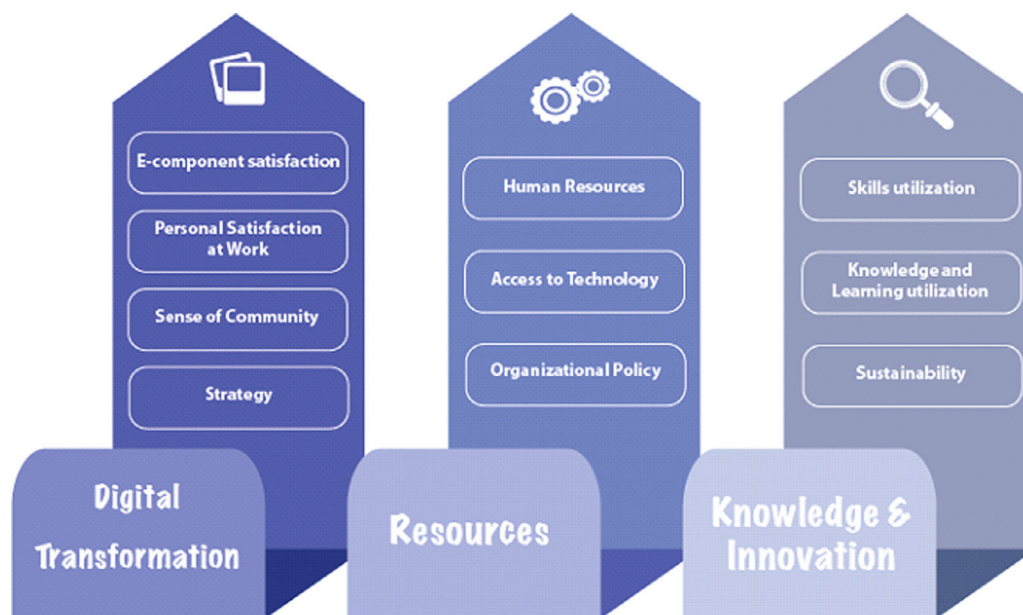 E-component satisfaction
Personal Satisfaction
at Work
Sense of Community
Strategy
Digital
Transformation
Human Resources
Access to Technology
Organizational Policy
Resources
Skills utilization
Knowledge and
Learning utilization
Sustainability
Knowledge &
Innovation